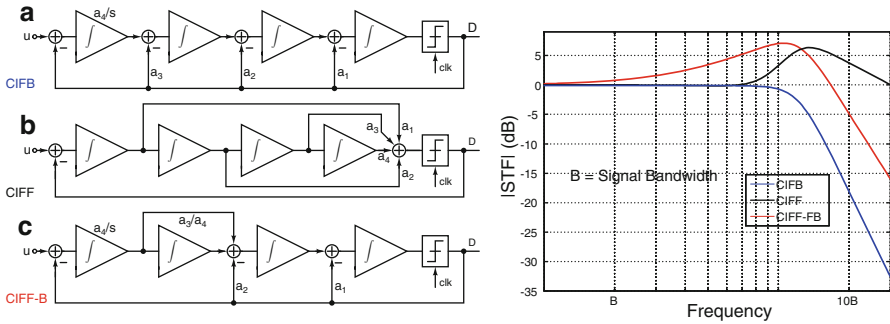 a
a4/s
u
∫
∫
∫
∫
D
a3
a2
a1
clk
CIFB
b
u
∫
∫
∫
∫
a3
a1
a4
a2
D
clk
CIFF
c
a4/s
a3/a4
u
∫
∫
∫
∫
D
a2
a1
clk
CIFF-B
|STF| (dB)
5
0
-5
-10
-15
-20
-25
-30
-35
B = Signal Bandwidth
CIFB
CIFF
CIFF-FB
B
10B
Frequency